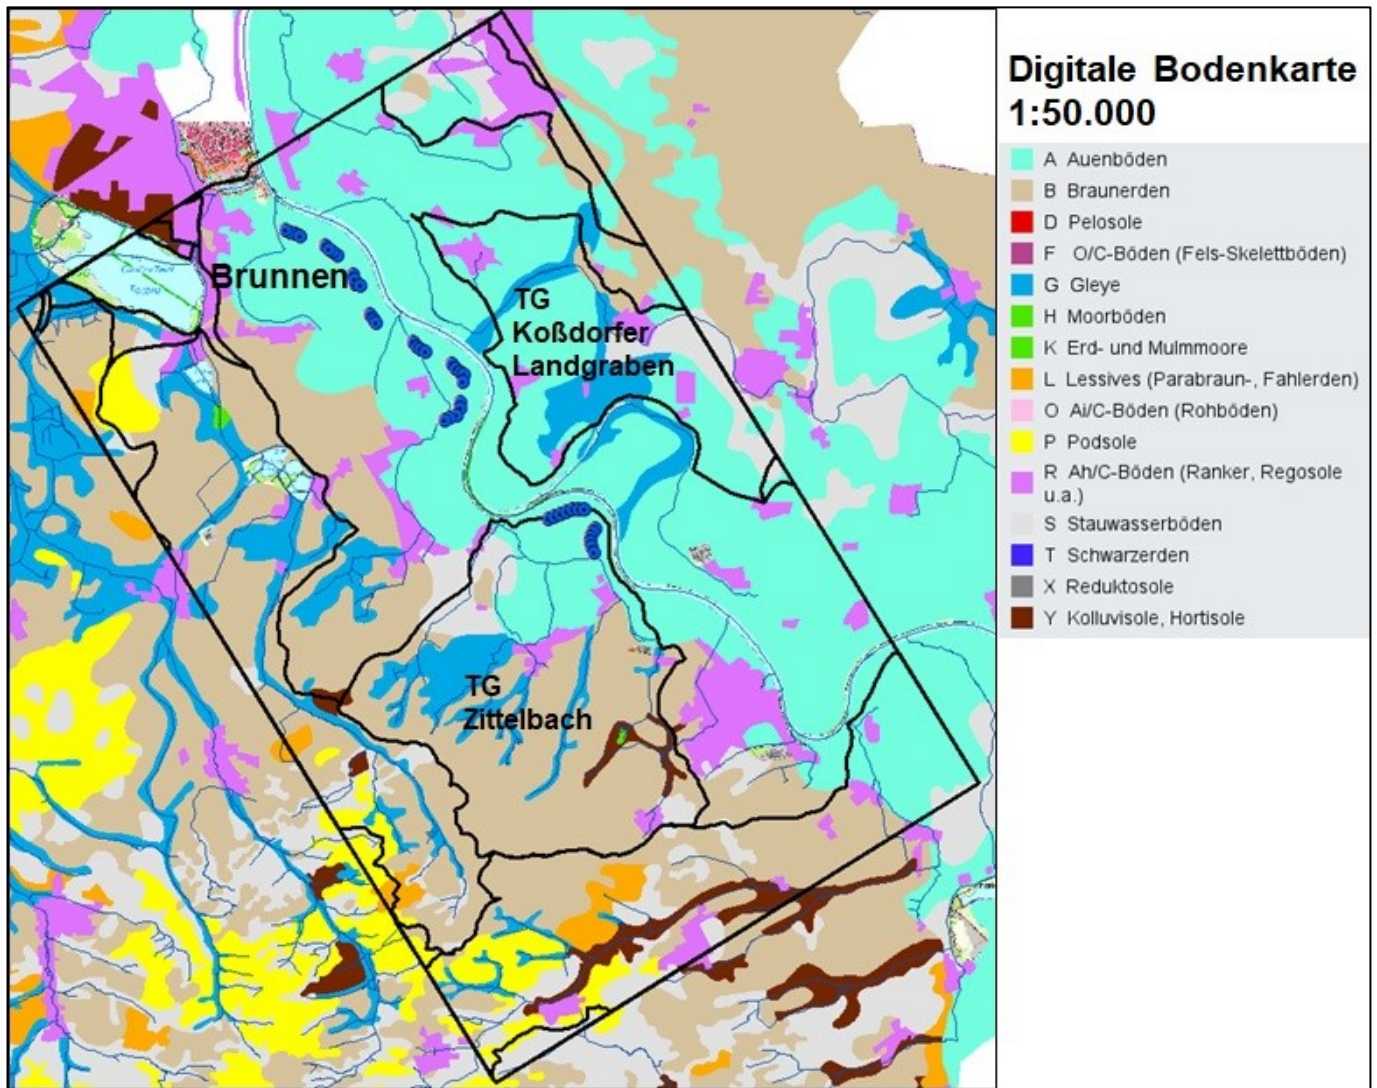 Digitale Bodenkarte
1:50.000
A Auenböden
B Braunerden
D Pelosole
F O/C-Böden (Fels-Skelettböden)
G Gleye
H Moorböden
K Erd- und Mulmmoore
L Lessives (Parabraun-, Fahlerden)
O Ai/C-Böden (Rohböden)
P Podsole
R Ah/C-Böden (Ranker, Regosole
u.a.)
S Stauwasserböden
T Schwarzerden
X Reduktosole
Y Kolluvisole, Hortisole
Brunnen
TG
Koßdorfer
Landgraben
TG
Zittelbach